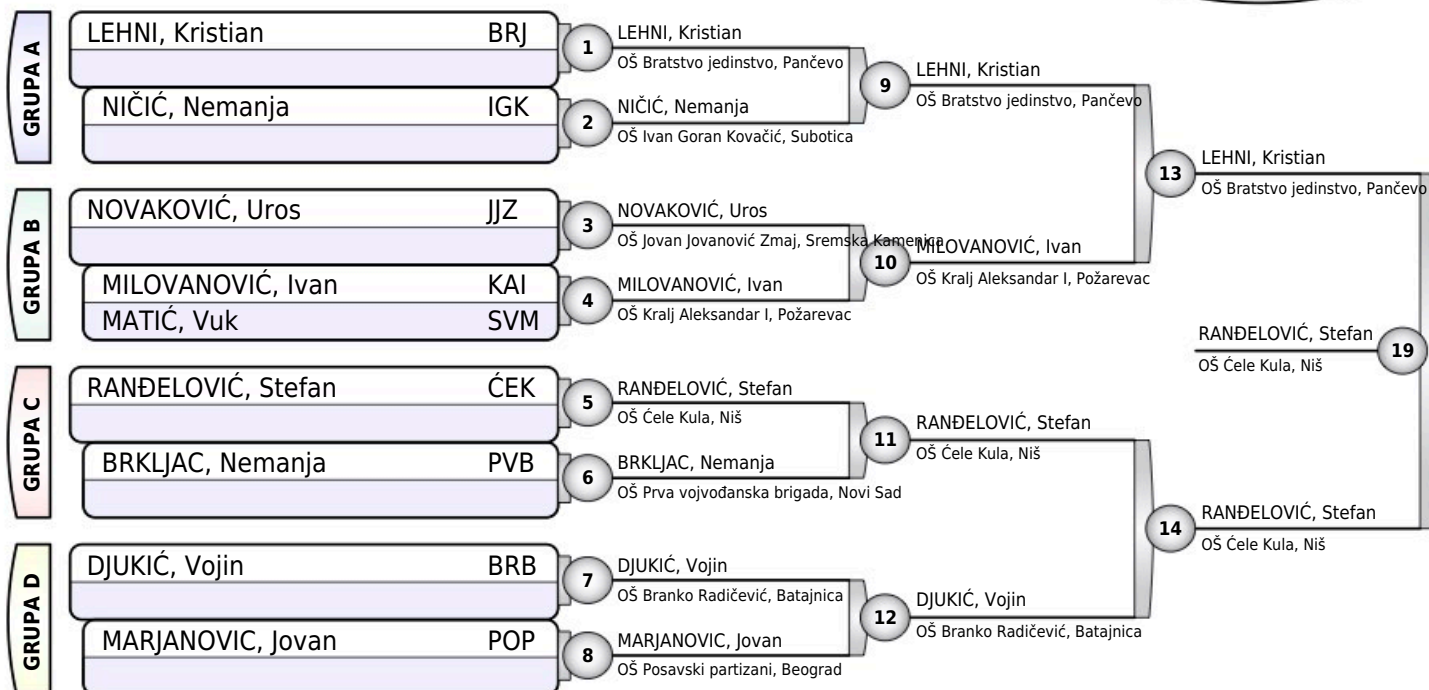 GRUPA A
LEHNI, Kristian BRJ
NIČIĆ, Nemanja IGK
GRUPA B
NOVAKOVIĆ, Uros JJZ
MILOVANOVIĆ, Ivan KAI
MATIĆ, Vuk SVM
GRUPA C
RANĐELOVIĆ, Stefan ĆEK
BRKLJAC, Nemanja PVB
GRUPA D
DJUKIĆ, Vojin BRB
MARJANOVIC, Jovan POP
1
LEHNI, Kristian
OŠ Bratstvo jedinstvo, Pančevo
2
NIČIĆ, Nemanja
OŠ Ivan Goran Kovačić, Subotica
3
NOVAKOVIĆ, Uros
OŠ Jovan Jovanović Zmaj, Sremska Kamenica
4
MILOVANOVIĆ, Ivan
OŠ Kralj Aleksandar I, Požarevac
5
RANĐELOVIĆ, Stefan
OŠ Ćele Kula, Niš
6
BRKLJAC, Nemanja
OŠ Prva vojvođanska brigada, Novi Sad
7
DJUKIĆ, Vojin
OŠ Branko Radičević, Batajnica
8
MARJANOVIC, Jovan
OŠ Posavski partizani, Beograd
9
LEHNI, Kristian
OŠ Bratstvo jedinstvo, Pančevo
10
MILOVANOVIĆ, Ivan
OŠ Kralj Aleksandar I, Požarevac
11
RANĐELOVIĆ, Stefan
OŠ Ćele Kula, Niš
12
DJUKIĆ, Vojin
OŠ Branko Radičević, Batajnica
13
LEHNI, Kristian
OŠ Bratstvo jedinstvo, Pančevo
14
RANĐELOVIĆ, Stefan
OŠ Ćele Kula, Niš
RANĐELOVIĆ, Stefan
OŠ Ćele Kula, Niš
19